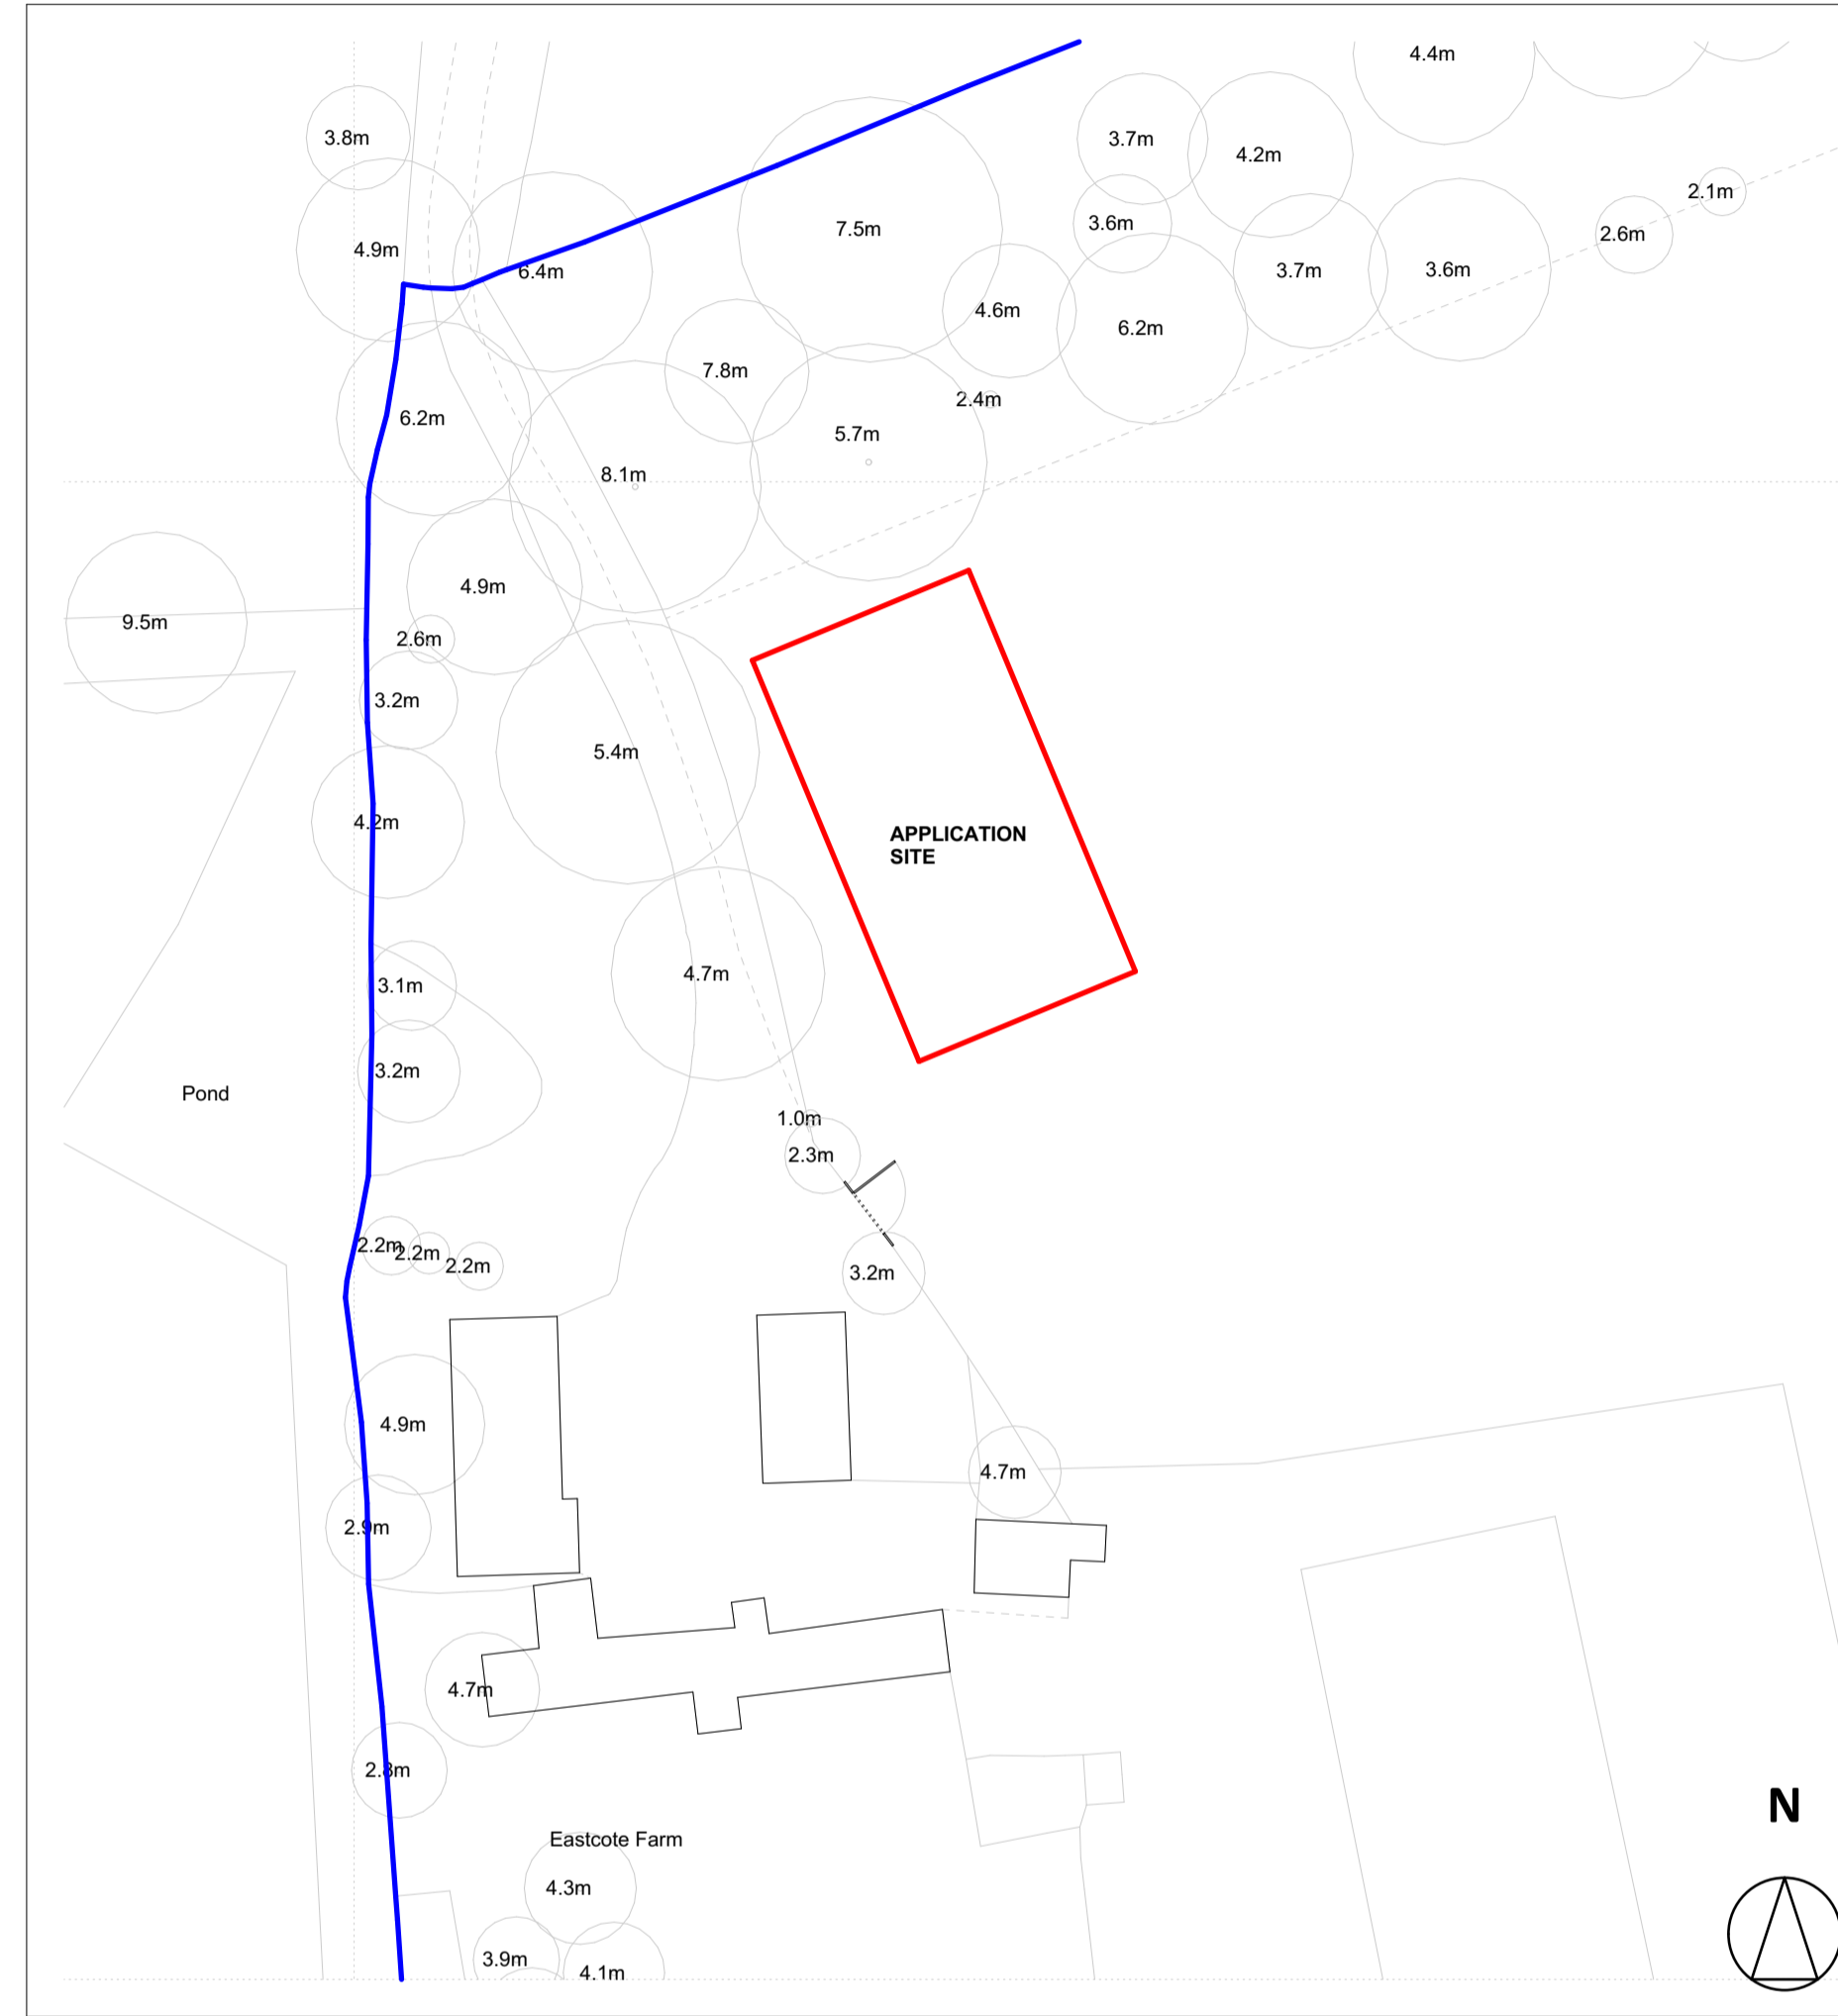 4.4m
3.8m
3.7m
4.2m
2.1m
3.6m
7.5m
2.6m
4.9m
6.4m
3.7m
3.6m
4.6m
6.2m
7.8m
2.4m
6.2m
5.7m
8.1m
4.9m
9.5m
2.6m
3.2m
5.4m
4.2m
APPLICATION
SITE
4.7m
3.1m
3.2m
Pond
1.0m
2.3m
2.2m
2.2m
2.2m
3.2m
4.9m
4.7m
2.9m
4.7m
2.8m
N
Eastcote Farm
4.3m
3.9m
4.1m